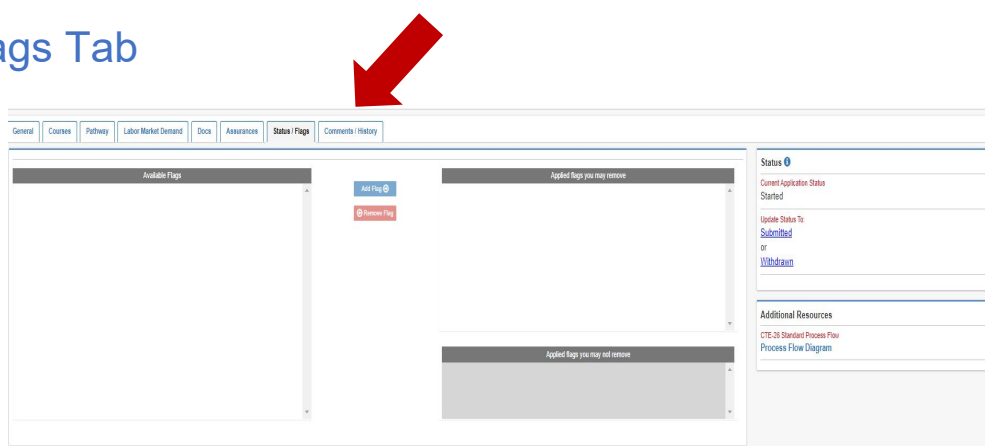 ags Tab
General Courses Pathway Labor Market Demand Docs Assurances Status / Flags Comments / History
Available Flags
Add Flag
Remove Flag
Applied flags you may remove
Applied flags you may not remove
Status
Current Application Status
Started
Update Status To:
Submitted
or
Withdrawn
Additional Resources
CTE-26 Standard Process Flow
Process Flow Diagram